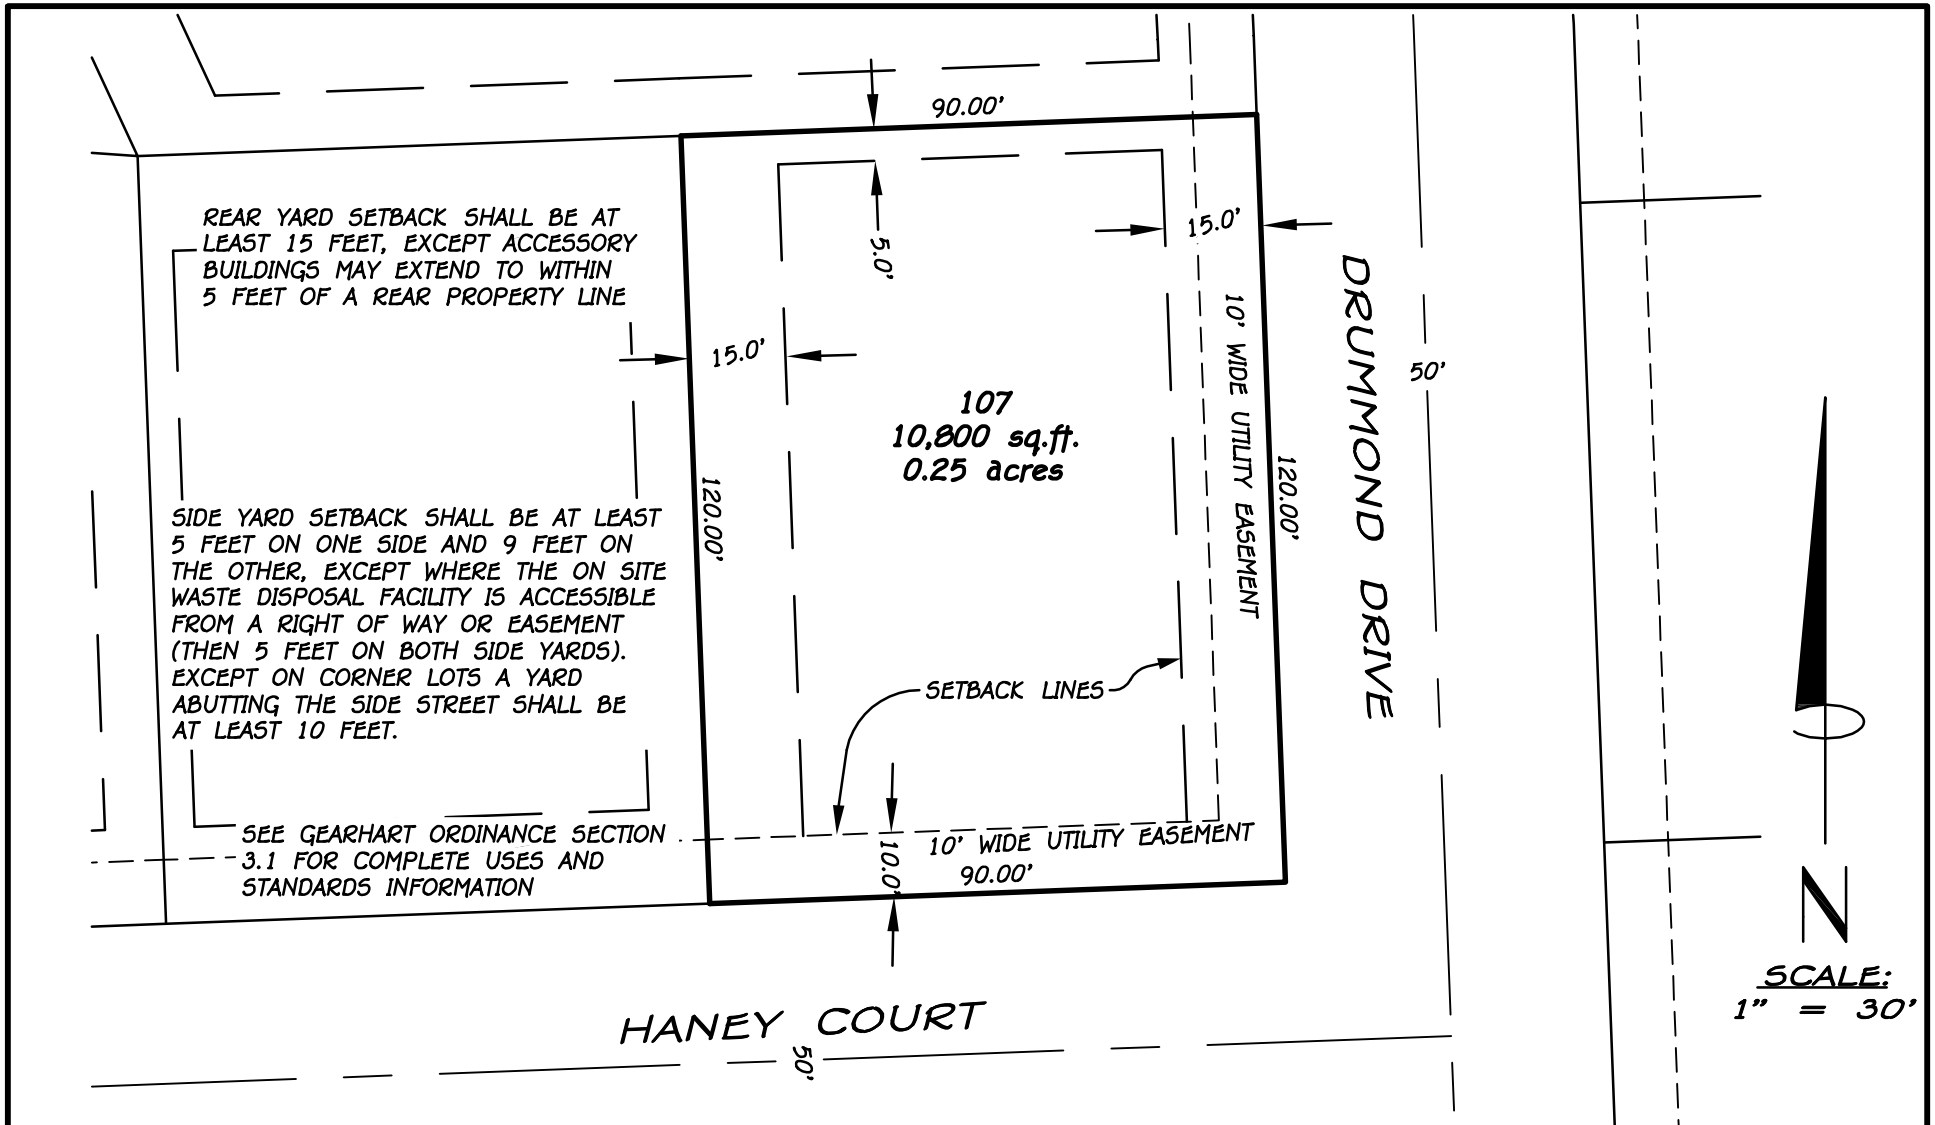 90.00'
REAR YARD SETBACK SHALL BE AT
LEAST 15 FEET, EXCEPT ACCESSORY
BUILDINGS MAY EXTEND TO WITHIN
5 FEET OF A REAR PROPERTY LINE
5.0'
15.0'
15.0'
10' WIDE UTILITY EASEMENT
DRUMMOND DRIVE
50'
107
10,800 sq.ft.
0.25 acres
120.00'
120.00'
SIDE YARD SETBACK SHALL BE AT LEAST
5 FEET ON ONE SIDE AND 9 FEET ON
THE OTHER, EXCEPT WHERE THE ON SITE
WASTE DISPOSAL FACILITY IS ACCESSIBLE
FROM A RIGHT OF WAY OR EASEMENT
(THEN 5 FEET ON BOTH SIDE YARDS).
EXCEPT ON CORNER LOTS A YARD
ABUTTING THE SIDE STREET SHALL BE
AT LEAST 10 FEET.
SETBACK LINES
SEE GEARHART ORDINANCE SECTION
3.1 FOR COMPLETE USES AND
STANDARDS INFORMATION
10.0'
10' WIDE UTILITY EASEMENT
90.00'
HANEY COURT
50'
N
SCALE:
1" = 30'